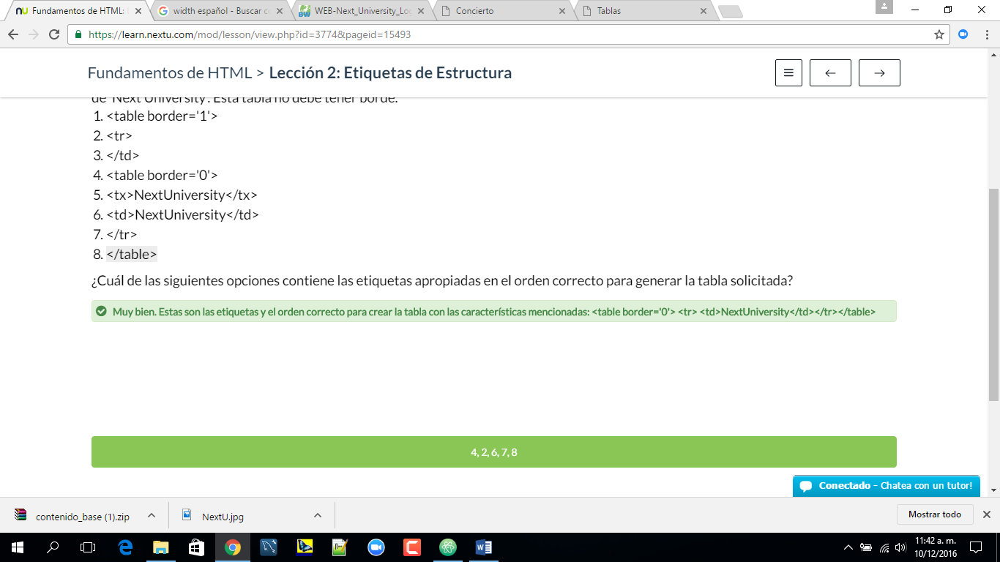 Fundamentos de HTML:
width español - Buscar c
WEB-Next_University_Lo
Concierto
Tablas
https://learn.nextu.com/mod/lesson/view.php?id=3774&pageid=15493
Fundamentos de HTML > Lección 2: Etiquetas de Estructura
de 'Next University'. Esta tabla no debe tener borde.
1. <table border='1'>
2. <tr>
3. </td>
4. <table border='0'>
5. <tx>NextUniversity</tx>
6. <td>NextUniversity</td>
7. </tr>
8. </table>
¿Cuál de las siguientes opciones contiene las etiquetas apropiadas en el orden correcto para generar la tabla solicitada?
Muy bien. Estas son las etiquetas y el orden correcto para crear la tabla con las características mencionadas: <table border='0'> <tr> <td>NextUniversity</td></tr></table>
4, 2, 6, 7, 8
Conectado - Chatea con un tutor!
contenido_base (1).zip
NextU.jpg
Mostrar todo
11:42 a. m.
10/12/2016